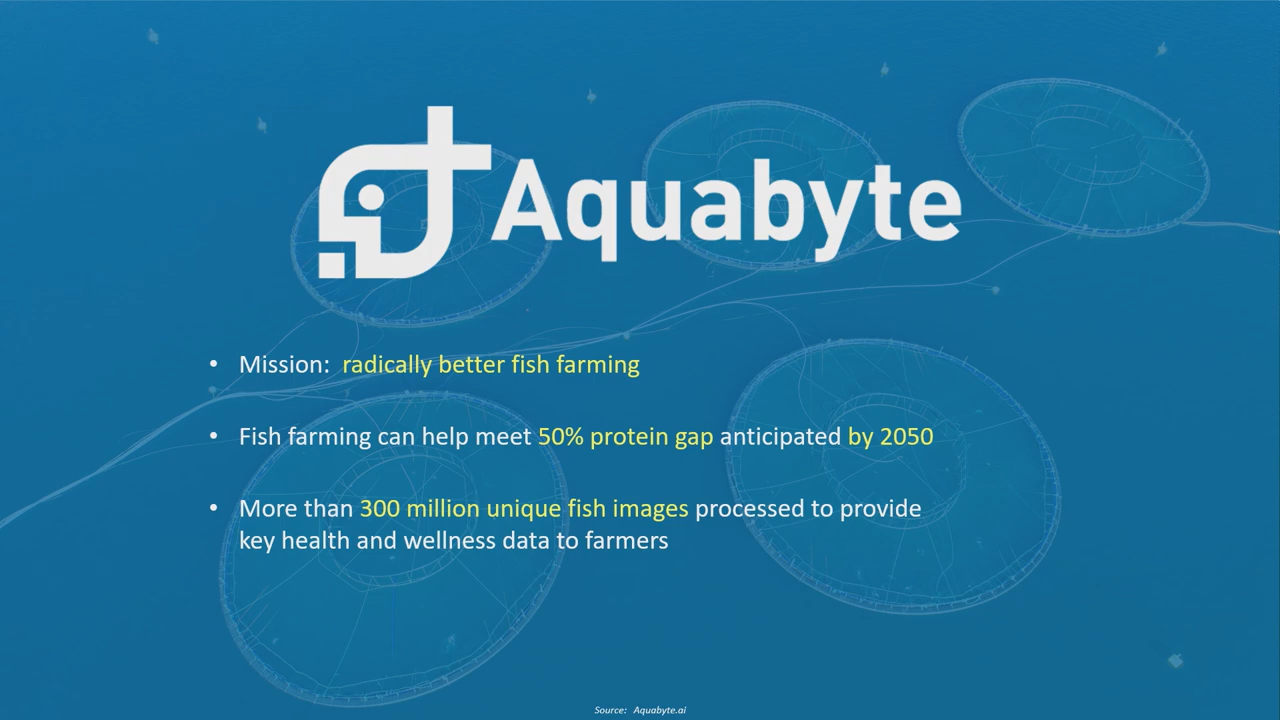 Aquabyte
• Mission: radically better fish farming
• Fish farming can help meet 50% protein gap anticipated by 2050
• More than 300 million unique fish images processed to provide
key health and wellness data to farmers
Source: Aquabyte.ai